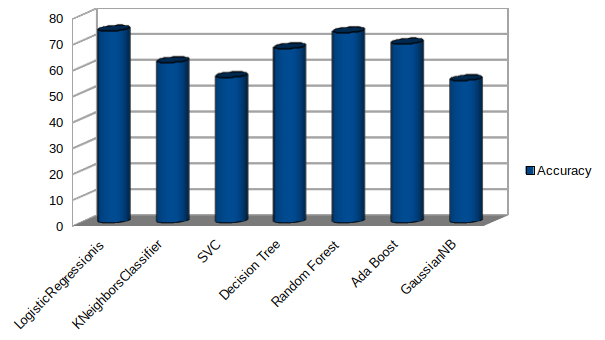 80
70
60
50
40
30
20
10
0
LogisticRegressionis
KNeighborsClassifier
SVC
Decision Tree
Random Forest
Ada Boost
GaussianNB
Accuracy